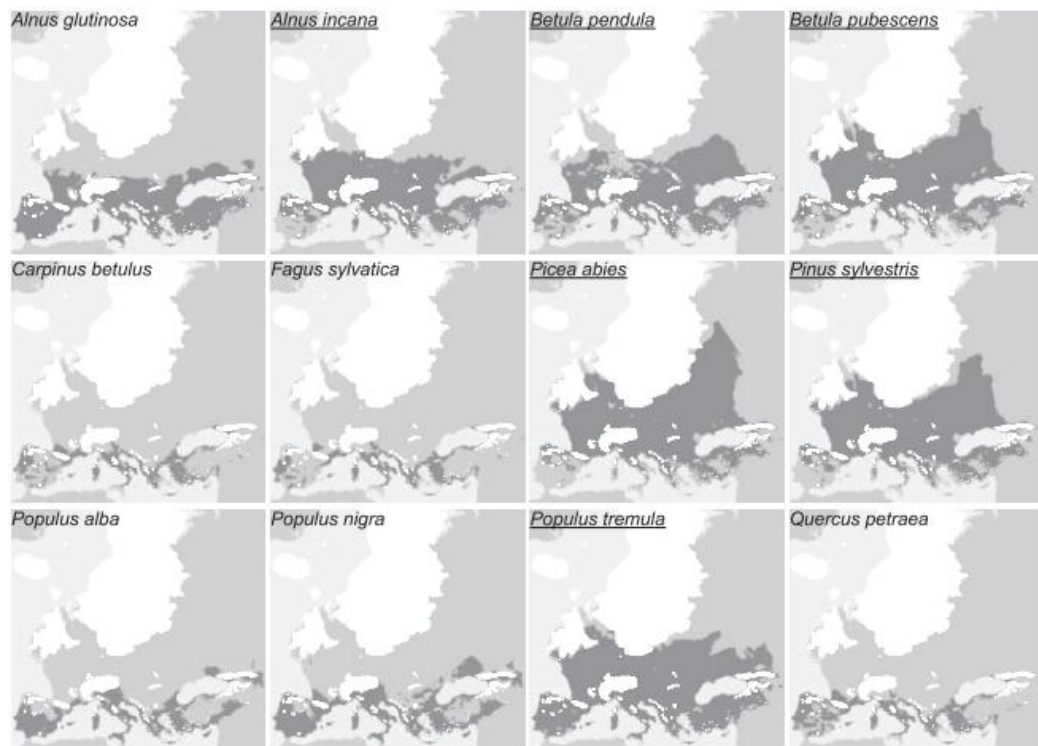 Alnus glutinosa
Alnus incana
Betula pendula
Betula pubescens
Carpinus betulus
Fagus sylvatica
Picea abies
Pinus sylvestris
Populus alba
Populus nigra
Populus tremula
Quercus petraea